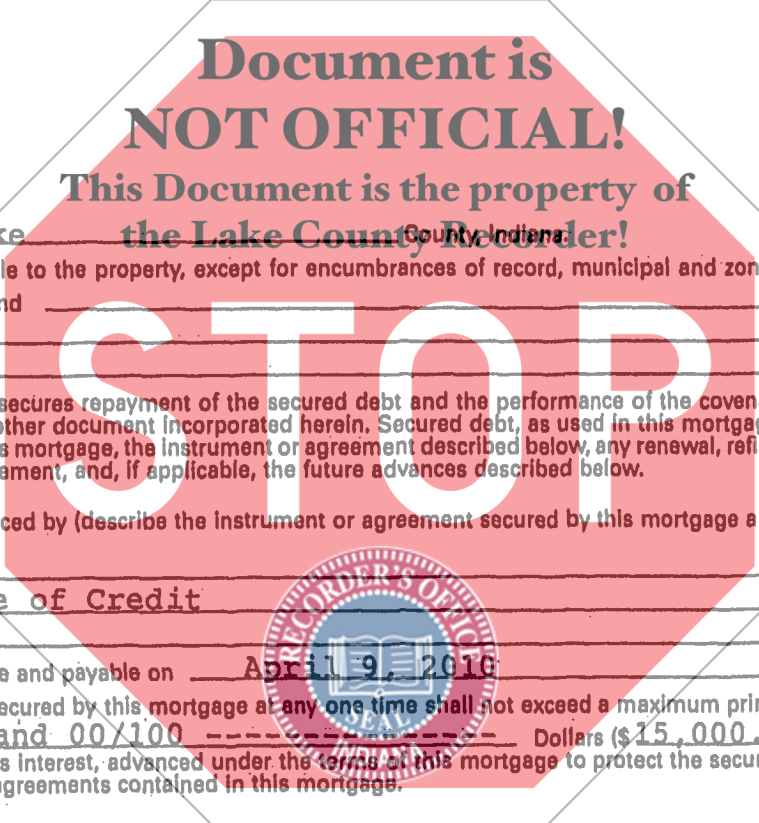 Document is
NOT OFFICIAL!
This Document is the property of
the Lake County Recorder!
ke County, Indiana.
le to the property, except for encumbrances of record, municipal and zon
nd
STOP
secures repayment of the secured debt and the performance of the coven
other document incorporated herein. Secured debt, as used in this mortga
s mortgage, the instrument or agreement described below, any renewal, refi
ement, and, if applicable, the future advances described below.
ced by (describe the instrument or agreement secured by this mortgage a
e of Credit
RECORDER'S OFFICE
e and payable on April 9, 2010
ecured by this mortgage at any one time shall not exceed a maximum prin
SEAL
and 00/100 ---------------- Dollars ($ 15,000.
INDIANA
s interest, advanced under the terms of this mortgage to protect the secu
agreements contained in this mortgage.